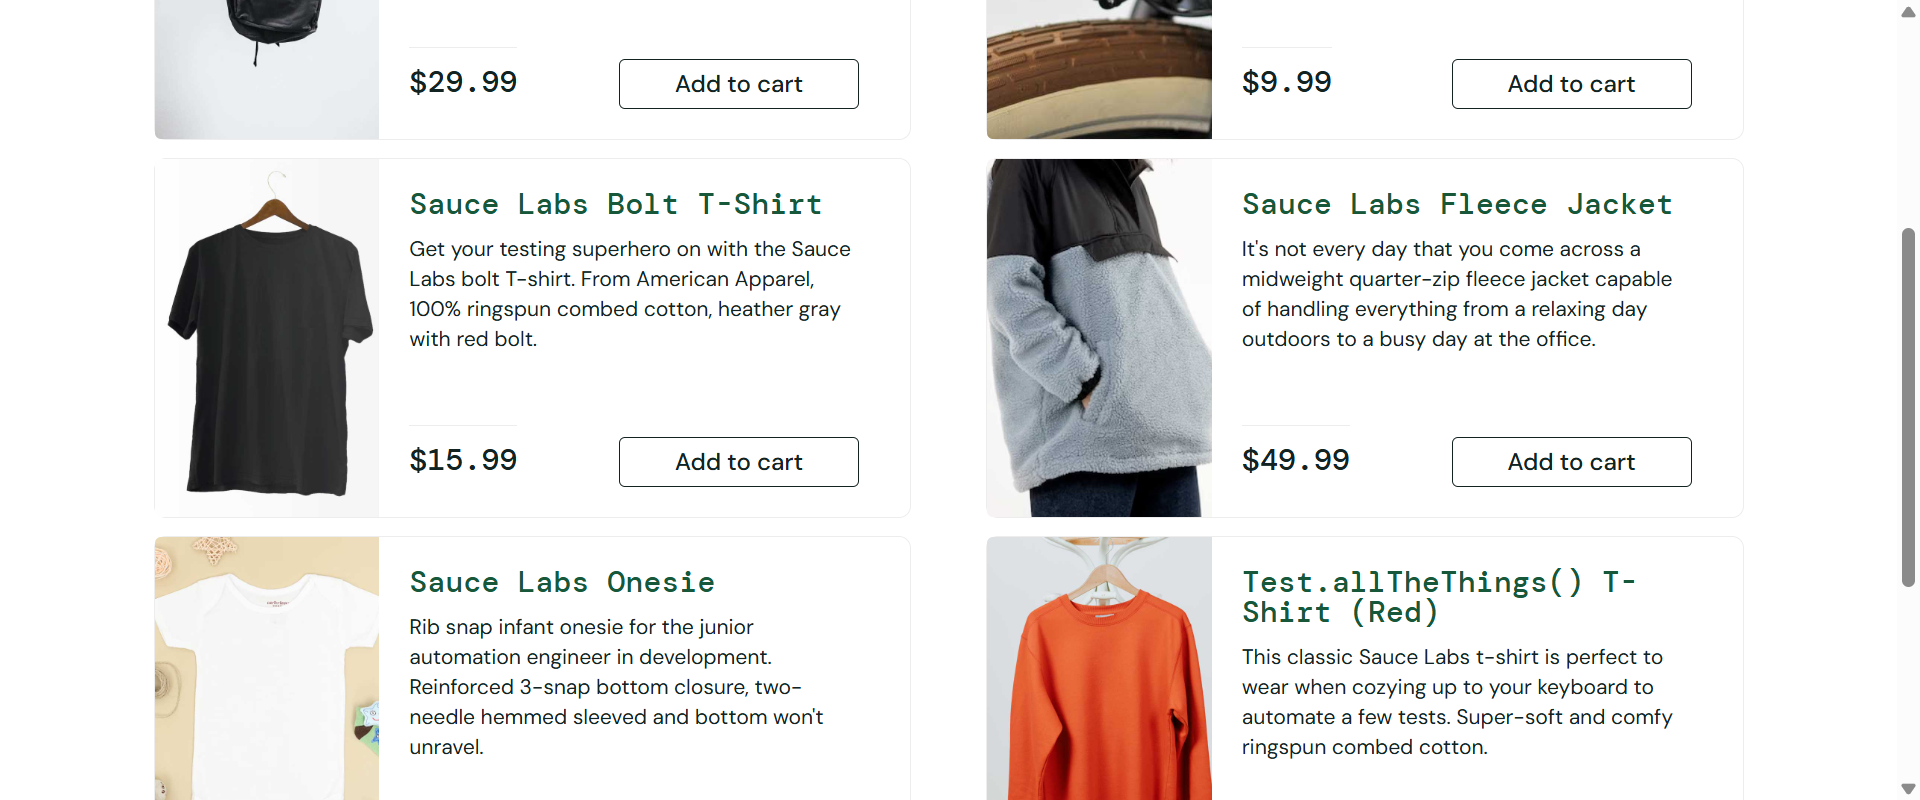 $29.99
Add to cart
$9.99
Add to cart
Sauce Labs Bolt T-Shirt
Get your testing superhero on with the Sauce
Labs bolt T-shirt. From American Apparel,
100% ringspun combed cotton, heather gray
with red bolt.
$15.99
Add to cart
Sauce Labs Fleece Jacket
It's not every day that you come across a
midweight quarter-zip fleece jacket capable
of handling everything from a relaxing day
outdoors to a busy day at the office.
$49.99
Add to cart
Sauce Labs Onesie
Rib snap infant onesie for the junior
automation engineer in development.
Reinforced 3-snap bottom closure, two-
needle hemmed sleeved and bottom won't
unravel.
Test.allTheThings() T-
Shirt (Red)
This classic Sauce Labs t-shirt is perfect to
wear when cozying up to your keyboard to
automate a few tests. Super-soft and comfy
ringspun combed cotton.